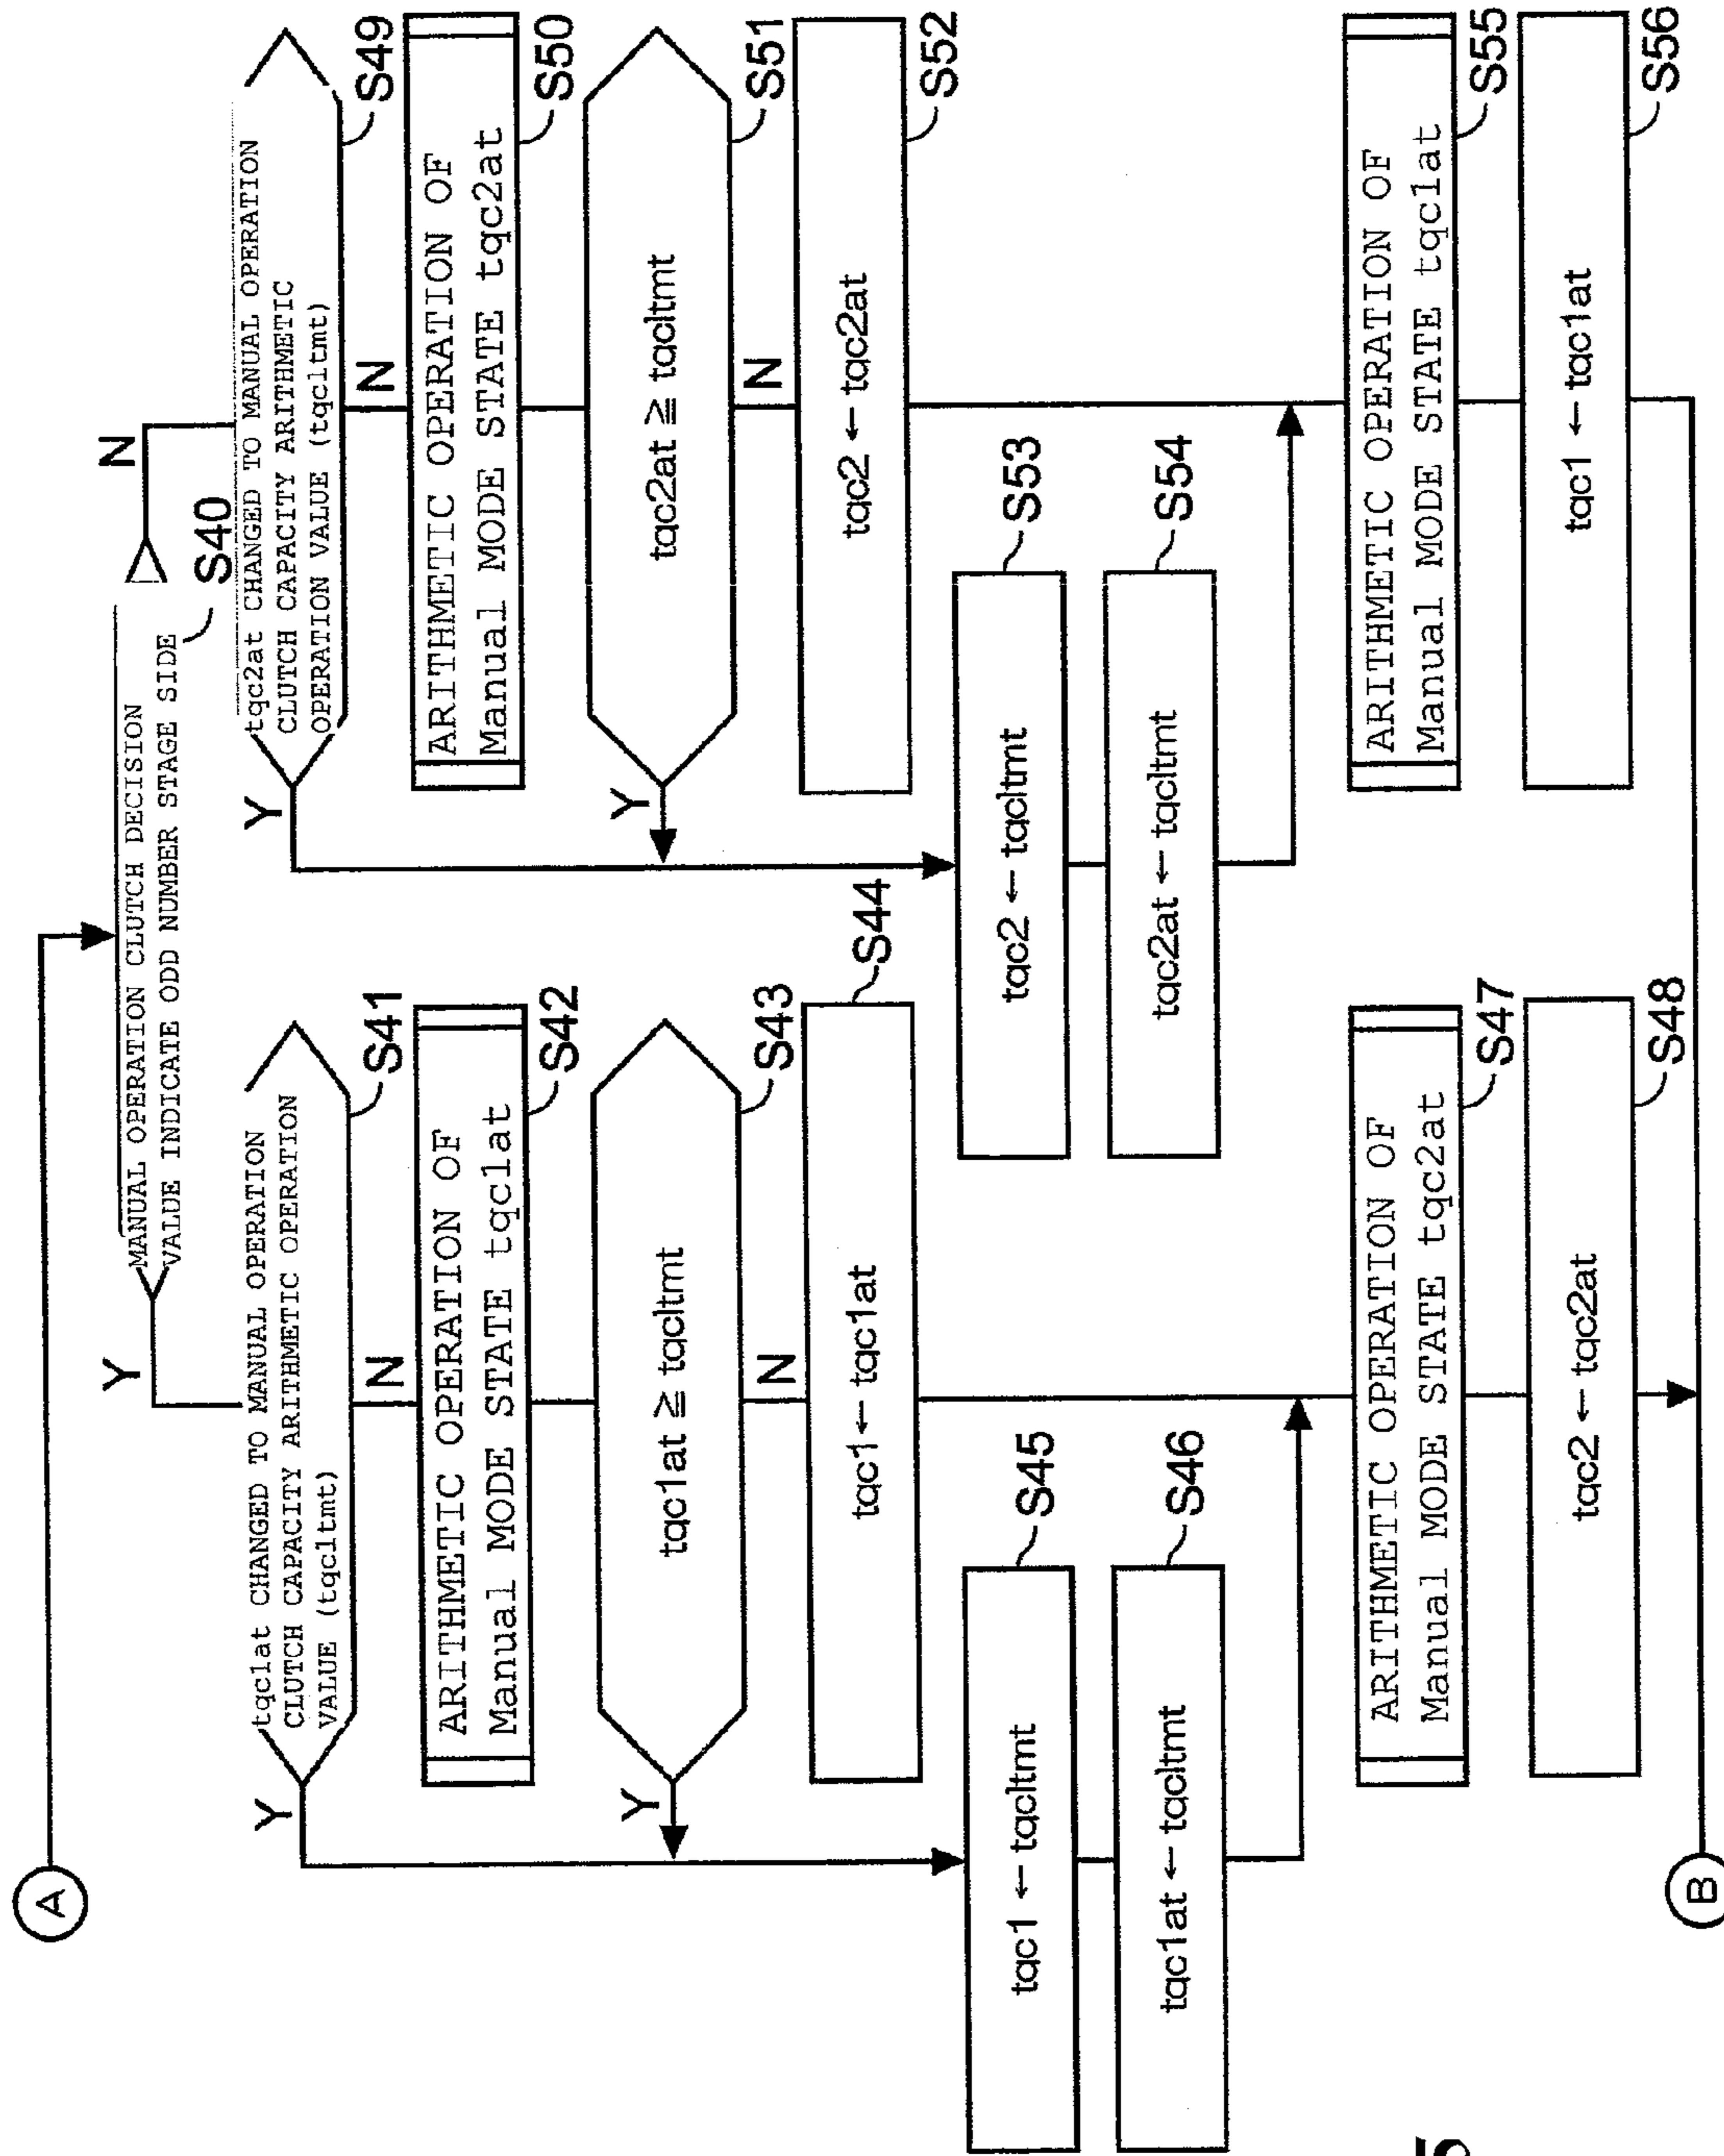 A
MANUAL OPERATION CLUTCH DECISION
VALUE INDICATE ODD NUMBER STAGE SIDE
S40
Y
N
tqc1at CHANGED TO MANUAL OPERATION
CLUTCH CAPACITY ARITHMETIC OPERATION
VALUE (tqcltmt)
S41
Y
N
ARITHMETIC OPERATION OF
Manual MODE STATE tqc1at
S42
tqc1at ≧ tqcltmt
S43
Y
N
tqc1 ← tqc1at
S44
tqc1 ← tqcltmt
S45
tqc1at ← tqcltmt
S46
ARITHMETIC OPERATION OF
Manual MODE STATE tqc2at
S47
tqc2 ← tqc2at
S48
tqc2at CHANGED TO MANUAL OPERATION
CLUTCH CAPACITY ARITHMETIC
OPERATION VALUE (tqcltmt)
S49
Y
N
ARITHMETIC OPERATION OF
Manual MODE STATE tqc2at
S50
tqc2at ≧ tqcltmt
S51
Y
N
tqc2 ← tqc2at
S52
tqc2 ← tqcltmt
S53
tqc2at ← tqcltmt
S54
ARITHMETIC OPERATION OF
Manual MODE STATE tqc1at
S55
tqc1 ← tqc1at
S56
B